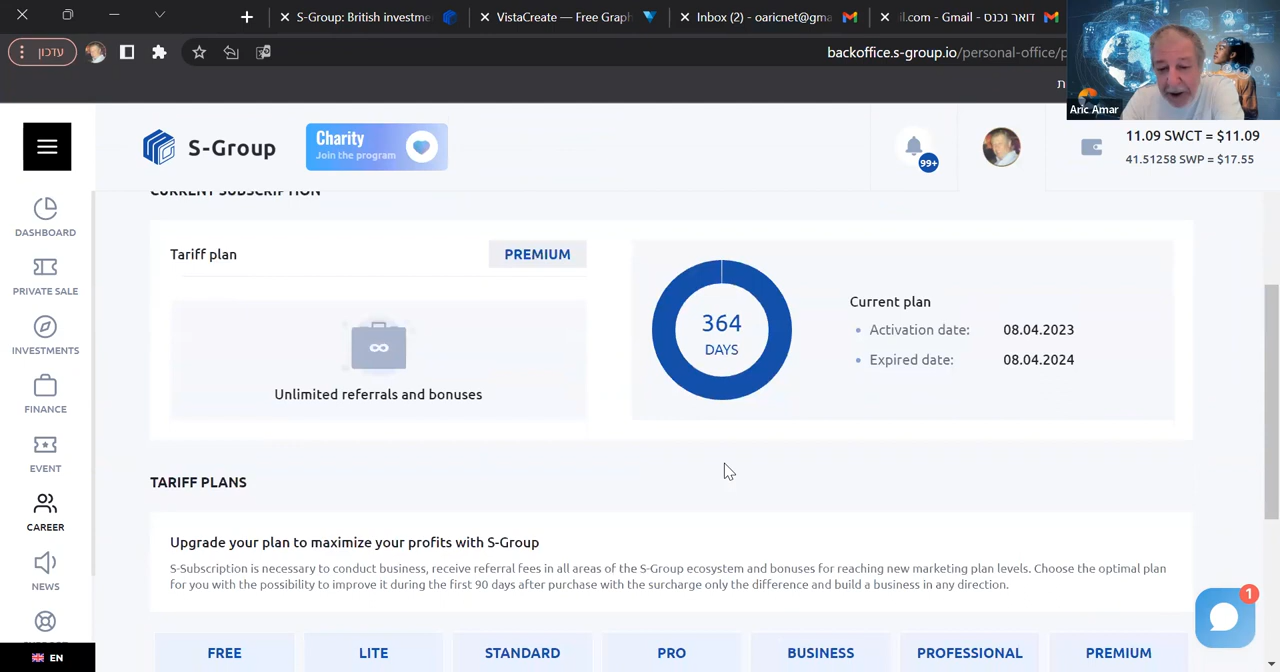 S-Group: British investme
VistaCreate — Free Graph
Inbox (2) - oaricnet@gma
il.com - Gmail - דואר נכנס
עדכון
backoffice.s-group.io/personal-office/p
ת
Aric Amar
S-Group
Charity
Join the program
99+
11.09 SWCT = $11.09
41.51258 SWP = $17.55
DASHBOARD
PRIVATE SALE
INVESTMENTS
FINANCE
EVENT
CAREER
NEWS
EN
CURRENT SUBSCRIPTION
Tariff plan
PREMIUM
Unlimited referrals and bonuses
364
DAYS
Current plan
Activation date: 08.04.2023
Expired date: 08.04.2024
TARIFF PLANS
Upgrade your plan to maximize your profits with S-Group
S-Subscription is necessary to conduct business, receive referral fees in all areas of the S-Group ecosystem and bonuses for reaching new marketing plan levels. Choose the optimal plan
for you with the possibility to improve it during the first 90 days after purchase with the surcharge only the difference and build a business in any direction.
FREE
LITE
STANDARD
PRO
BUSINESS
PROFESSIONAL
PREMIUM
1